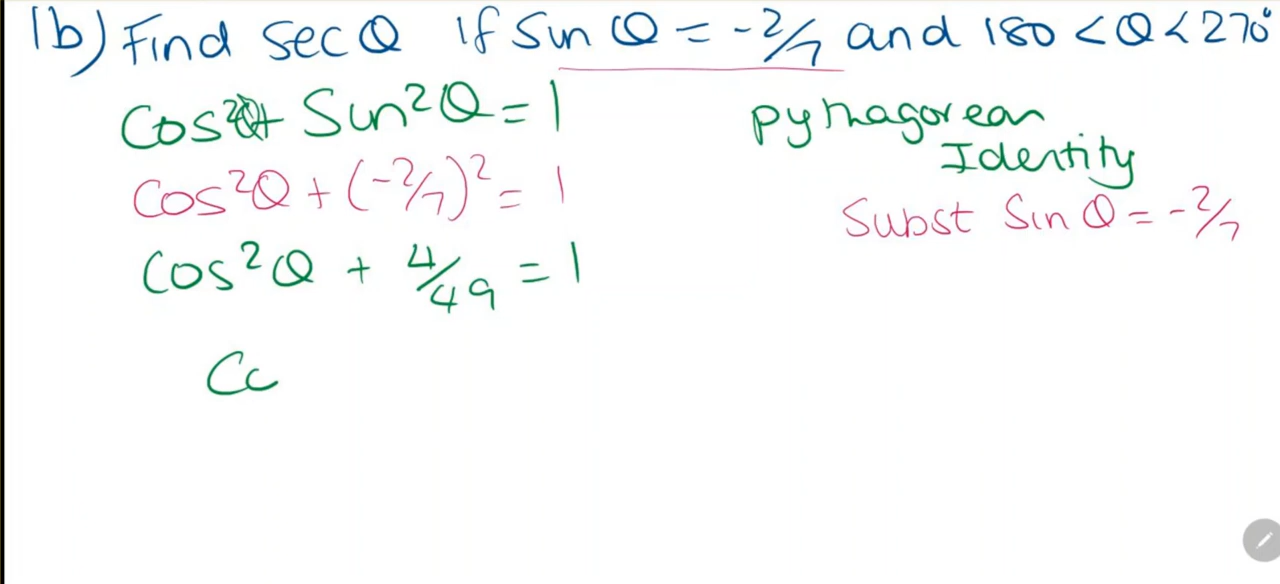 1b) Find sec θ if Sin θ = -2/7 and 180 < θ < 270°
Cos²θ + Sin²θ = 1
Pythagorean
Identity
Cos²θ + (-2/7)² = 1
Subst Sin θ = -2/7
Cos²θ + 4/49 = 1
Co